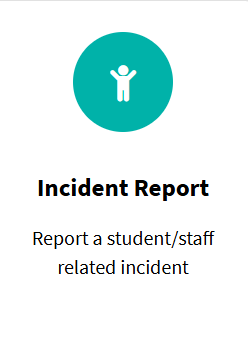 Incident Report
Report a student/staff
related incident